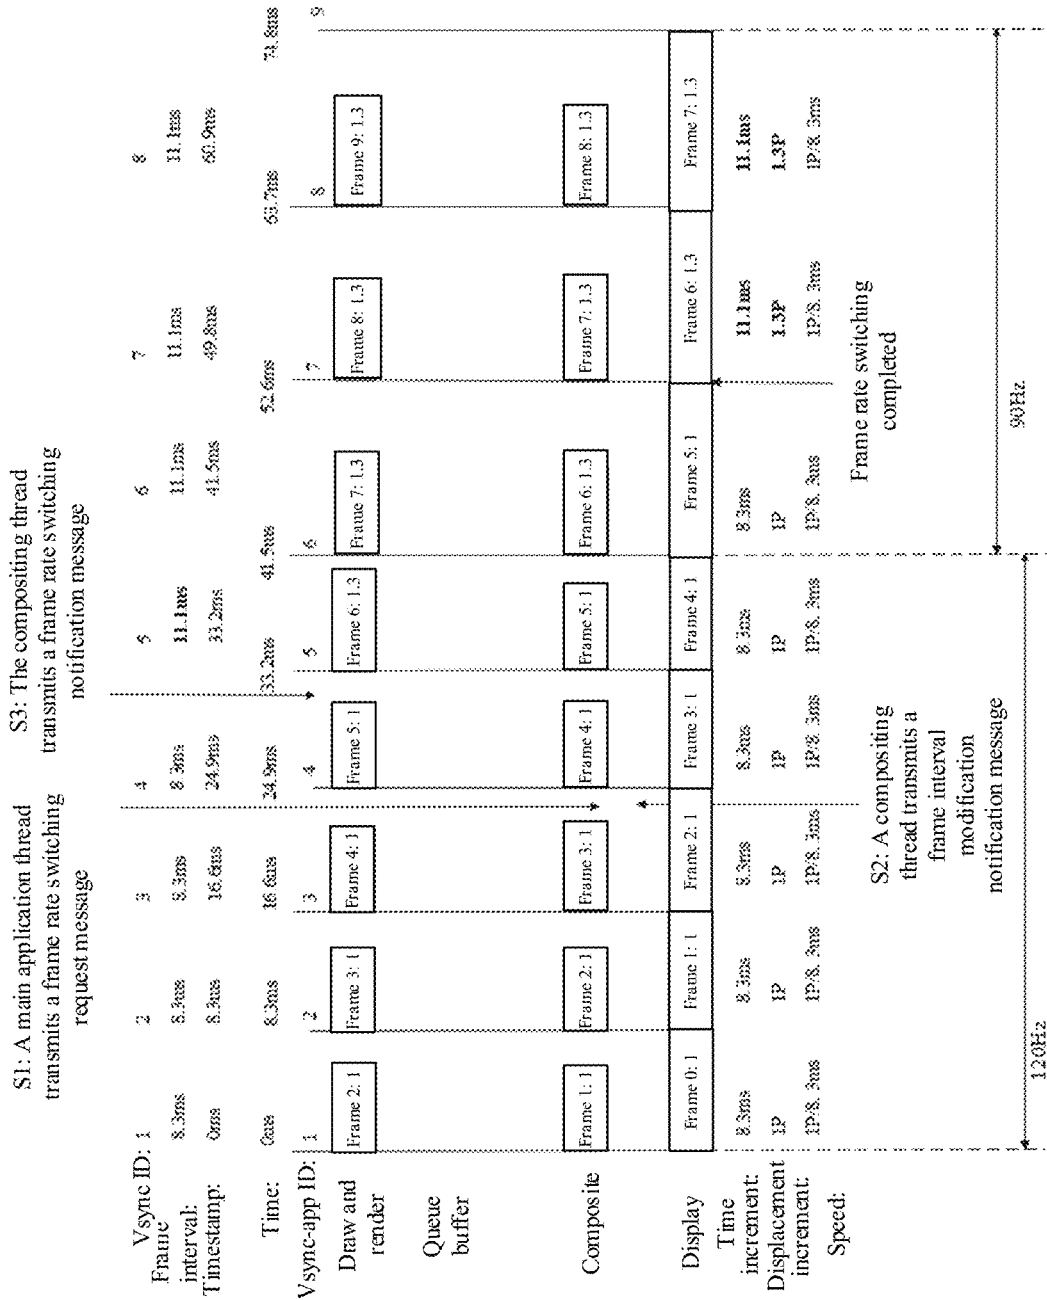 S1: A main application thread
transmits a frame rate switching
request message
S3: The compositing thread
transmits a frame rate switching
notification message
Vsync ID: 1 2 3 4 5 6 7 8
Frame
interval: 8.3ms 8.3ms 8.3ms 8.3ms 11.1ms 11.1ms 11.1ms 11.1ms
Timestamp: 0ms 8.3ms 16.6ms 24.9ms 33.2ms 41.5ms 49.8ms 60.9ms
Time: 0ms 8.3ms 16.6ms 24.9ms 33.2ms 41.5ms 52.6ms 63.7ms 74.8ms
Vsync-app ID: 1 2 3 4 5 6 7 8 9
Draw and
render
Frame 2: 1 Frame 3: 1 Frame 4: 1 Frame 5: 1 Frame 6: 1.3 Frame 7: 1.3 Frame 8: 1.3 Frame 9: 1.3
Queue
buffer
Composite Frame 1: 1 Frame 2: 1 Frame 3: 1 Frame 4: 1 Frame 5: 1 Frame 6: 1.3 Frame 7: 1.3 Frame 8: 1.3
Display Frame 0: 1 Frame 1: 1 Frame 2: 1 Frame 3: 1 Frame 4: 1 Frame 5: 1 Frame 6: 1.3 Frame 7: 1.3
Time
increment: 8.3ms 8.3ms 8.3ms 8.3ms 8.3ms 8.3ms 11.1ms 11.1ms
Displacement
increment: 1P 1P 1P 1P 1P 1P 1.3P 1.3P
Speed: 1P/8.3ms 1P/8.3ms 1P/8.3ms 1P/8.3ms 1P/8.3ms 1P/8.3ms 1P/8.3ms 1P/8.3ms
S2: A compositing
thread transmits a
frame interval
modification
notification message
Frame rate switching
completed
120Hz 90Hz